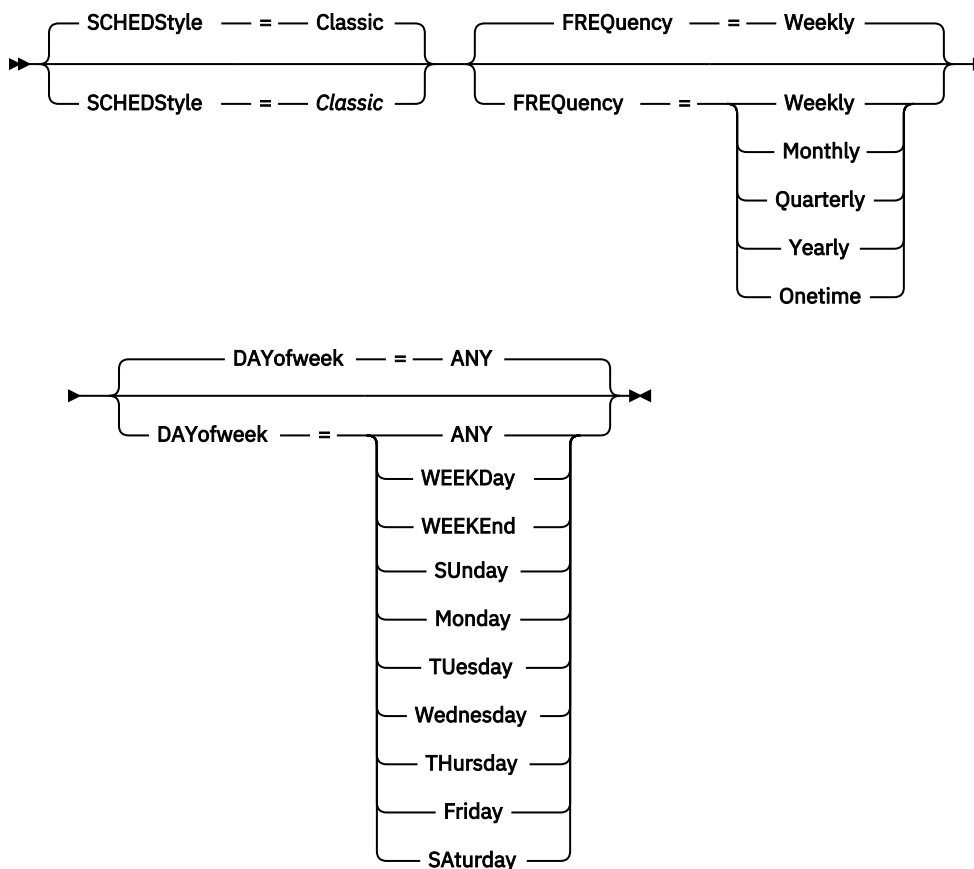 SCHEDStyle = Classic FREQuency = Weekly
SCHEDStyle = Classic FREQuency = Weekly
Monthly
Quarterly
Yearly
Onetime
DAYofweek = ANY
DAYofweek = ANY
WEEKDay
WEEKEnd
SUnday
Monday
TUesday
Wednesday
THursday
Friday
SAturday